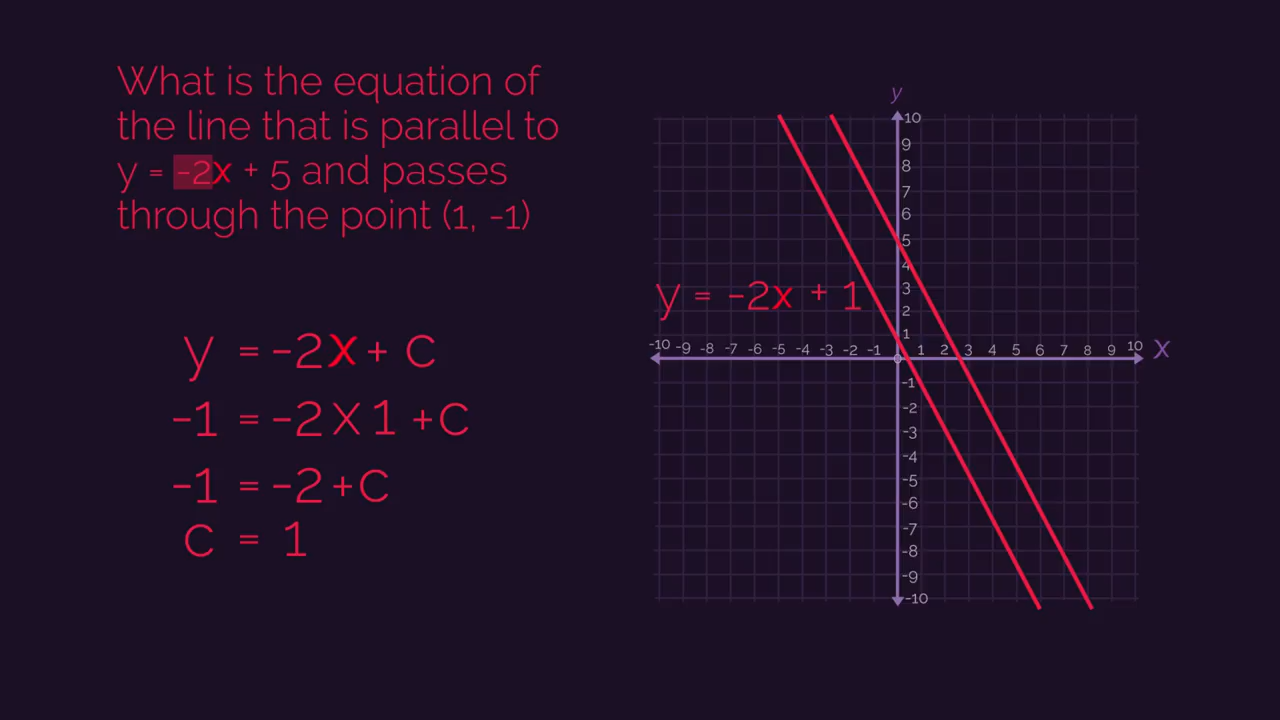 What is the equation of
the line that is parallel to
y = -2x + 5 and passes
through the point (1, -1)
y = -2x + C
-1 = -2 X 1 + C
-1 = -2 + C
C = 1
y
10
9
8
7
6
5
4
3
y = -2x + 1
2
1
-10 -9 -8 -7 -6 -5 -4 -3 -2 -1 0 1 2 3 4 5 6 7 8 9 10 x
-1
-2
-3
-4
-5
-6
-7
-8
-9
-10